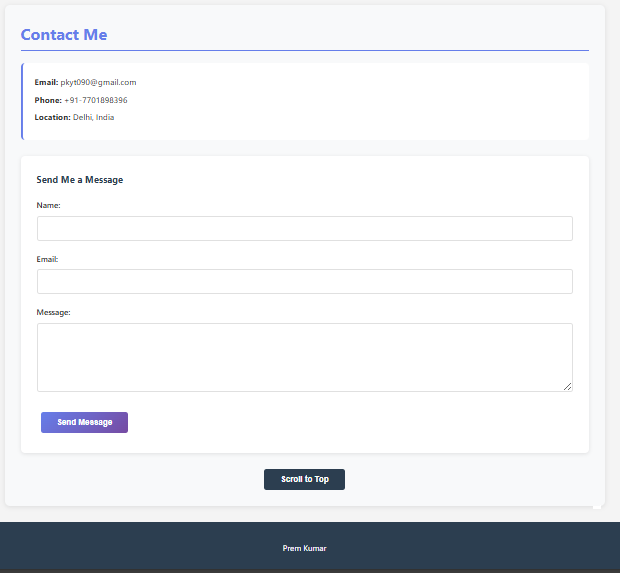 Contact Me
Email: pkyt090@gmail.com
Phone: +91-7701898396
Location: Delhi, India
Send Me a Message
Name:
Email:
Message:
Send Message
Scroll to Top
Prem Kumar